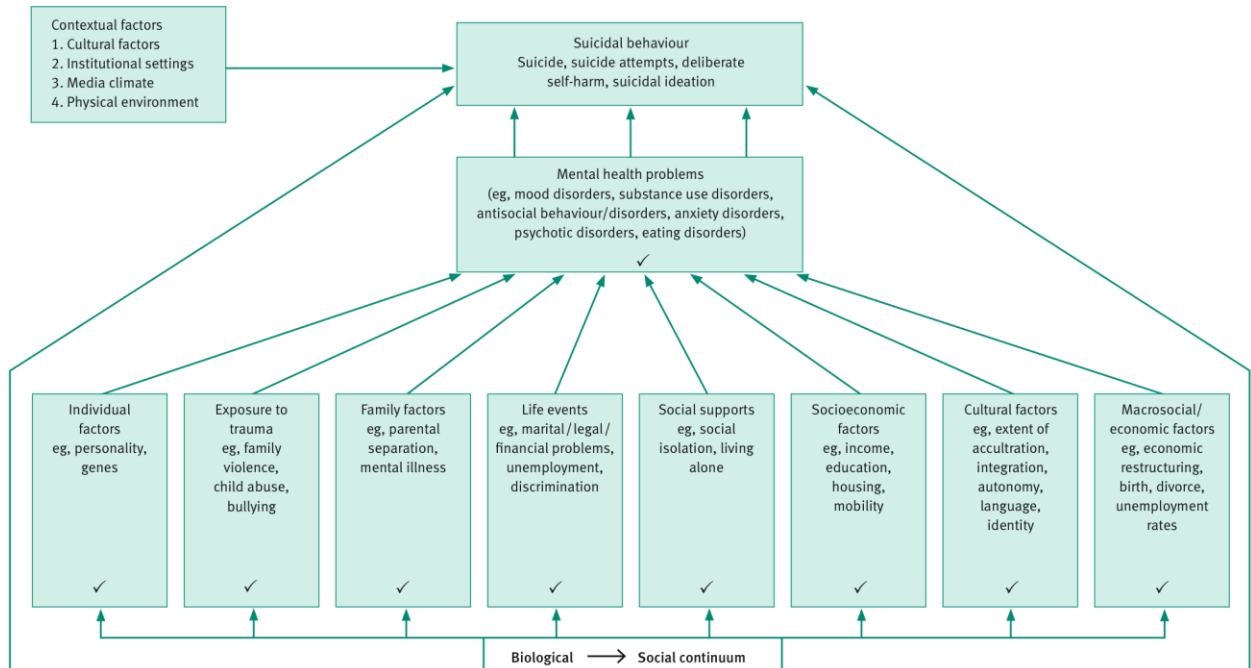 Contextual factors
1. Cultural factors
2. Institutional settings
3. Media climate
4. Physical environment
Suicidal behaviour
Suicide, suicide attempts, deliberate
self-harm, suicidal ideation
Mental health problems
(eg, mood disorders, substance use disorders,
antisocial behaviour/disorders, anxiety disorders,
psychotic disorders, eating disorders)
✓
Individual
factors
eg, personality,
genes
✓
Exposure to
trauma
eg, family
violence,
child abuse,
bullying
✓
Family factors
eg, parental
separation,
mental illness
✓
Life events
eg, marital/legal/
financial problems,
unemployment,
discrimination
✓
Social supports
eg, social
isolation, living
alone
✓
Socioeconomic
factors
eg, income,
education,
housing,
mobility
✓
Cultural factors
eg, extent of
accultration,
integration,
autonomy,
language,
identity
✓
Macrosocial/
economic factors
eg, economic
restructuring,
birth, divorce,
unemployment
rates
✓
Biological ⟶ Social continuum